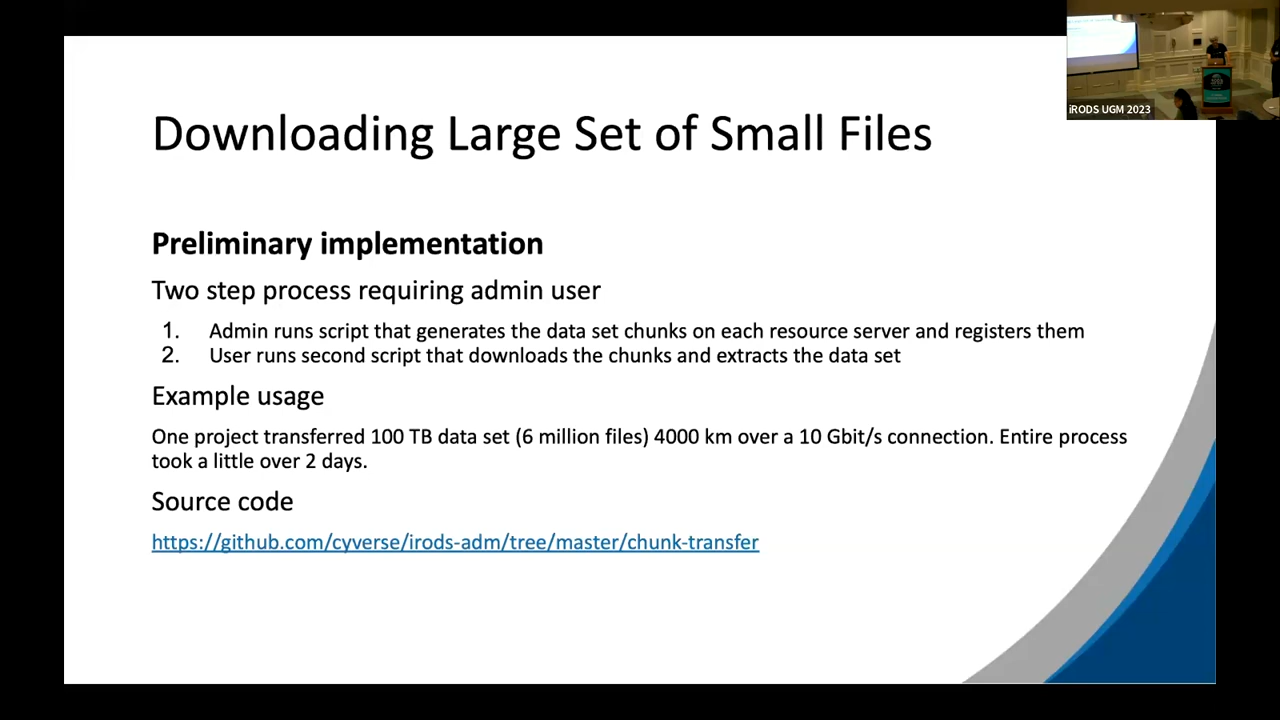 Downloading Large Set of Small Files
iRODS UGM 2023
Preliminary implementation
Two step process requiring admin user
1. Admin runs script that generates the data set chunks on each resource server and registers them
2. User runs second script that downloads the chunks and extracts the data set
Example usage
One project transferred 100 TB data set (6 million files) 4000 km over a 10 Gbit/s connection. Entire process
took a little over 2 days.
Source code
https://github.com/cyverse/irods-adm/tree/master/chunk-transfer